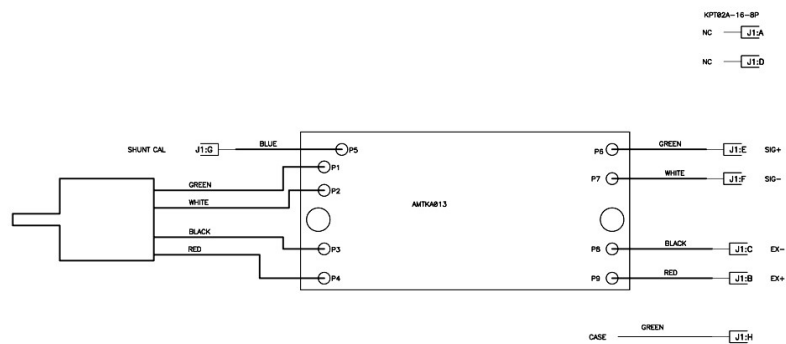 KPT02A-16-8P
NC J1:A
NC J1:D
SHUNT CAL J1:G BLUE P5 P6 GREEN J1:E SIG+
P1
GREEN P7 WHITE J1:F SIG-
P2
WHITE AMTKA013
BLACK P3 P8 BLACK J1:C EX-
RED
P4 P9 RED J1:B EX+
CASE GREEN J1:H